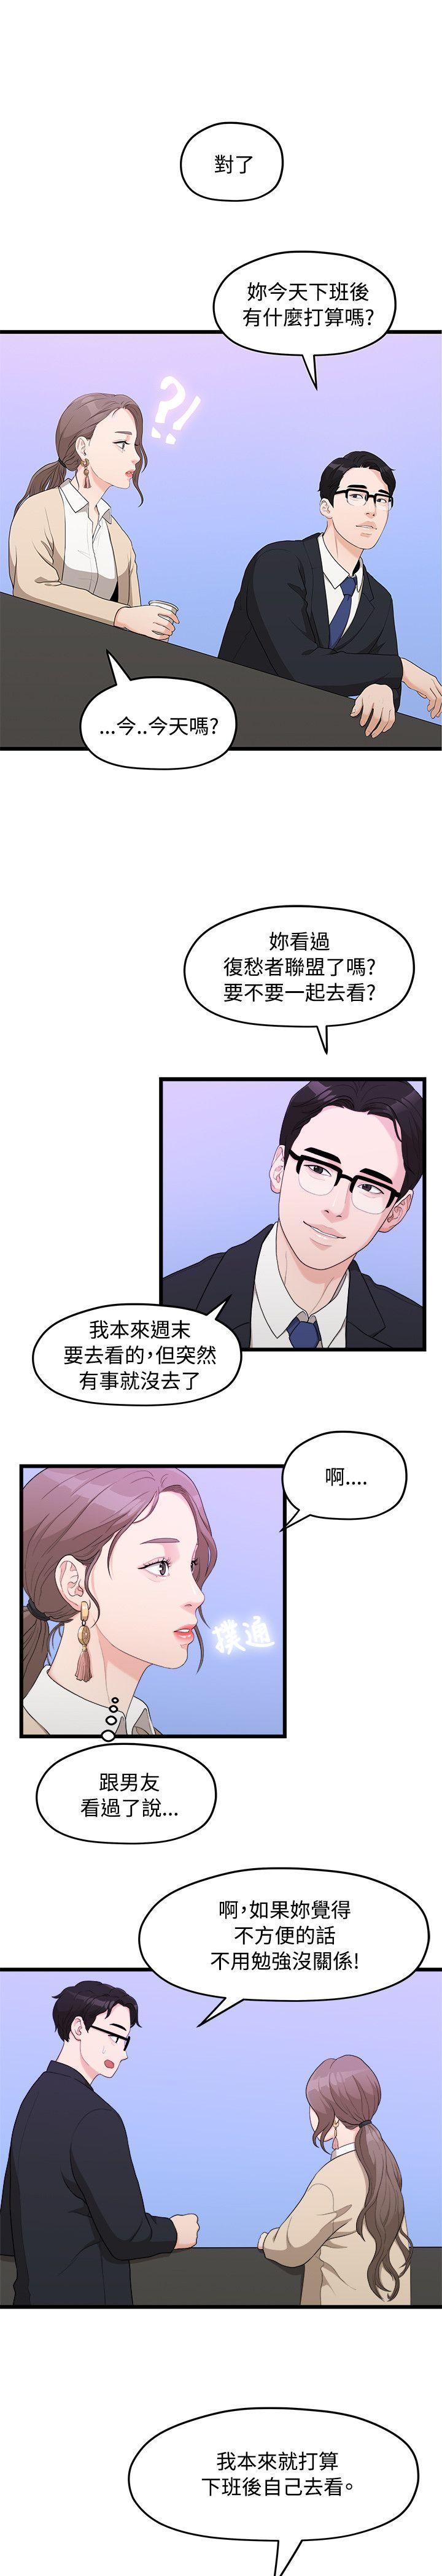 對了
妳今天下班後
有什麼打算嗎?
?!
...今..今天嗎?
妳看過
復愁者聯盟了嗎?
要不要一起去看?
我本來週末
要去看的,但突然
有事就沒去了
啊....
撲通
跟男友
看過了說...
啊,如果妳覺得
不方便的話
不用勉強沒關係!
我本來就打算
下班後自己去看。